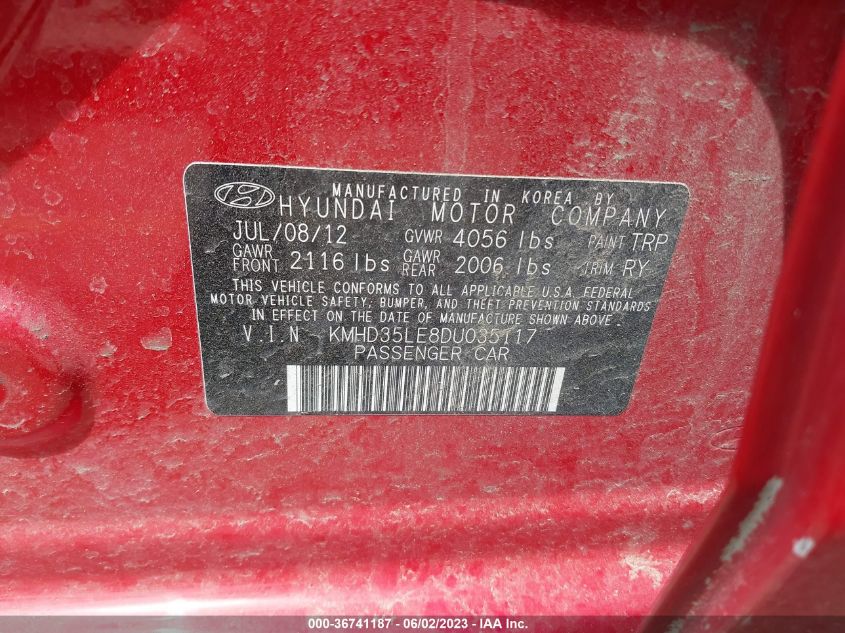 MANUFACTURED IN KOREA BY
HYUNDAI MOTOR COMPANY
JUL/08/12 GVWR 4056 lbs PAINT TRP
GAWR FRONT 2116 lbs GAWR REAR 2006 lbs TRIM RY
THIS VEHICLE CONFORMS TO ALL APPLICABLE U.S.A. FEDERAL
MOTOR VEHICLE SAFETY, BUMPER, AND THEFT PREVENTION STANDARDS
IN EFFECT ON THE DATE OF MANUFACTURE SHOWN ABOVE.
V.I.N KMHD35LE8DU035117
PASSENGER CAR
000-36741187 - 06/02/2023 - © IAA Inc.